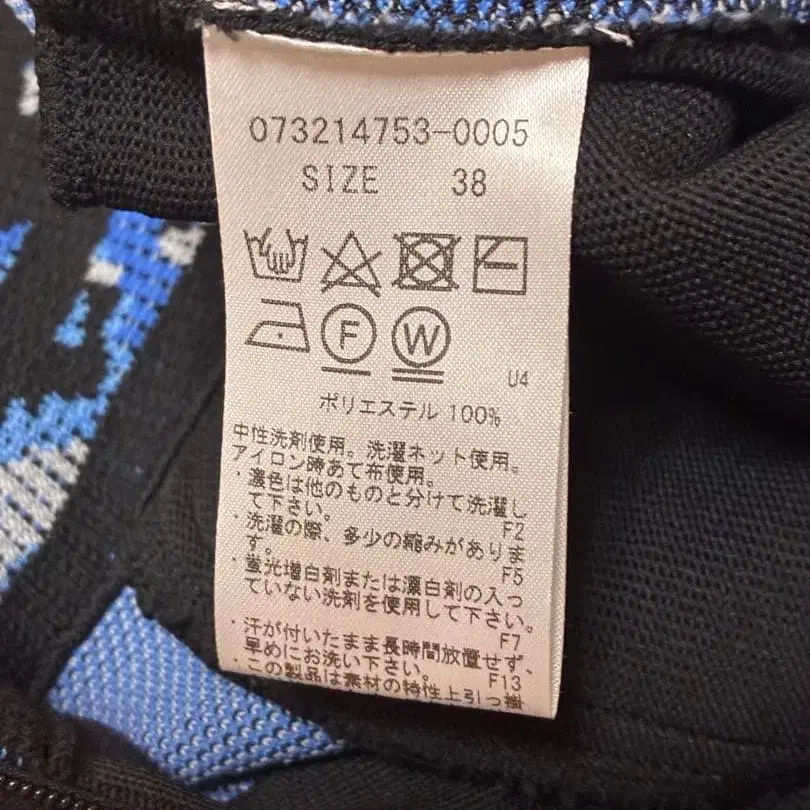 073214753-0005
SIZE 38
F W
U4
ポリエステル 100%
中性洗剤使用。洗濯ネット使用。
アイロン時あて布使用。
・濃色は他のものと分けて洗濯し
て下さい。 F2
・洗濯の際、多少の縮みがありま
す。 F5
・蛍光増白剤または漂白剤の入っ
ていない洗剤を使用して下さい。
F7
・汗が付いたまま長時間放置せず、
早めにお洗い下さい。 F13
・この製品は素材の特性上引っ掛